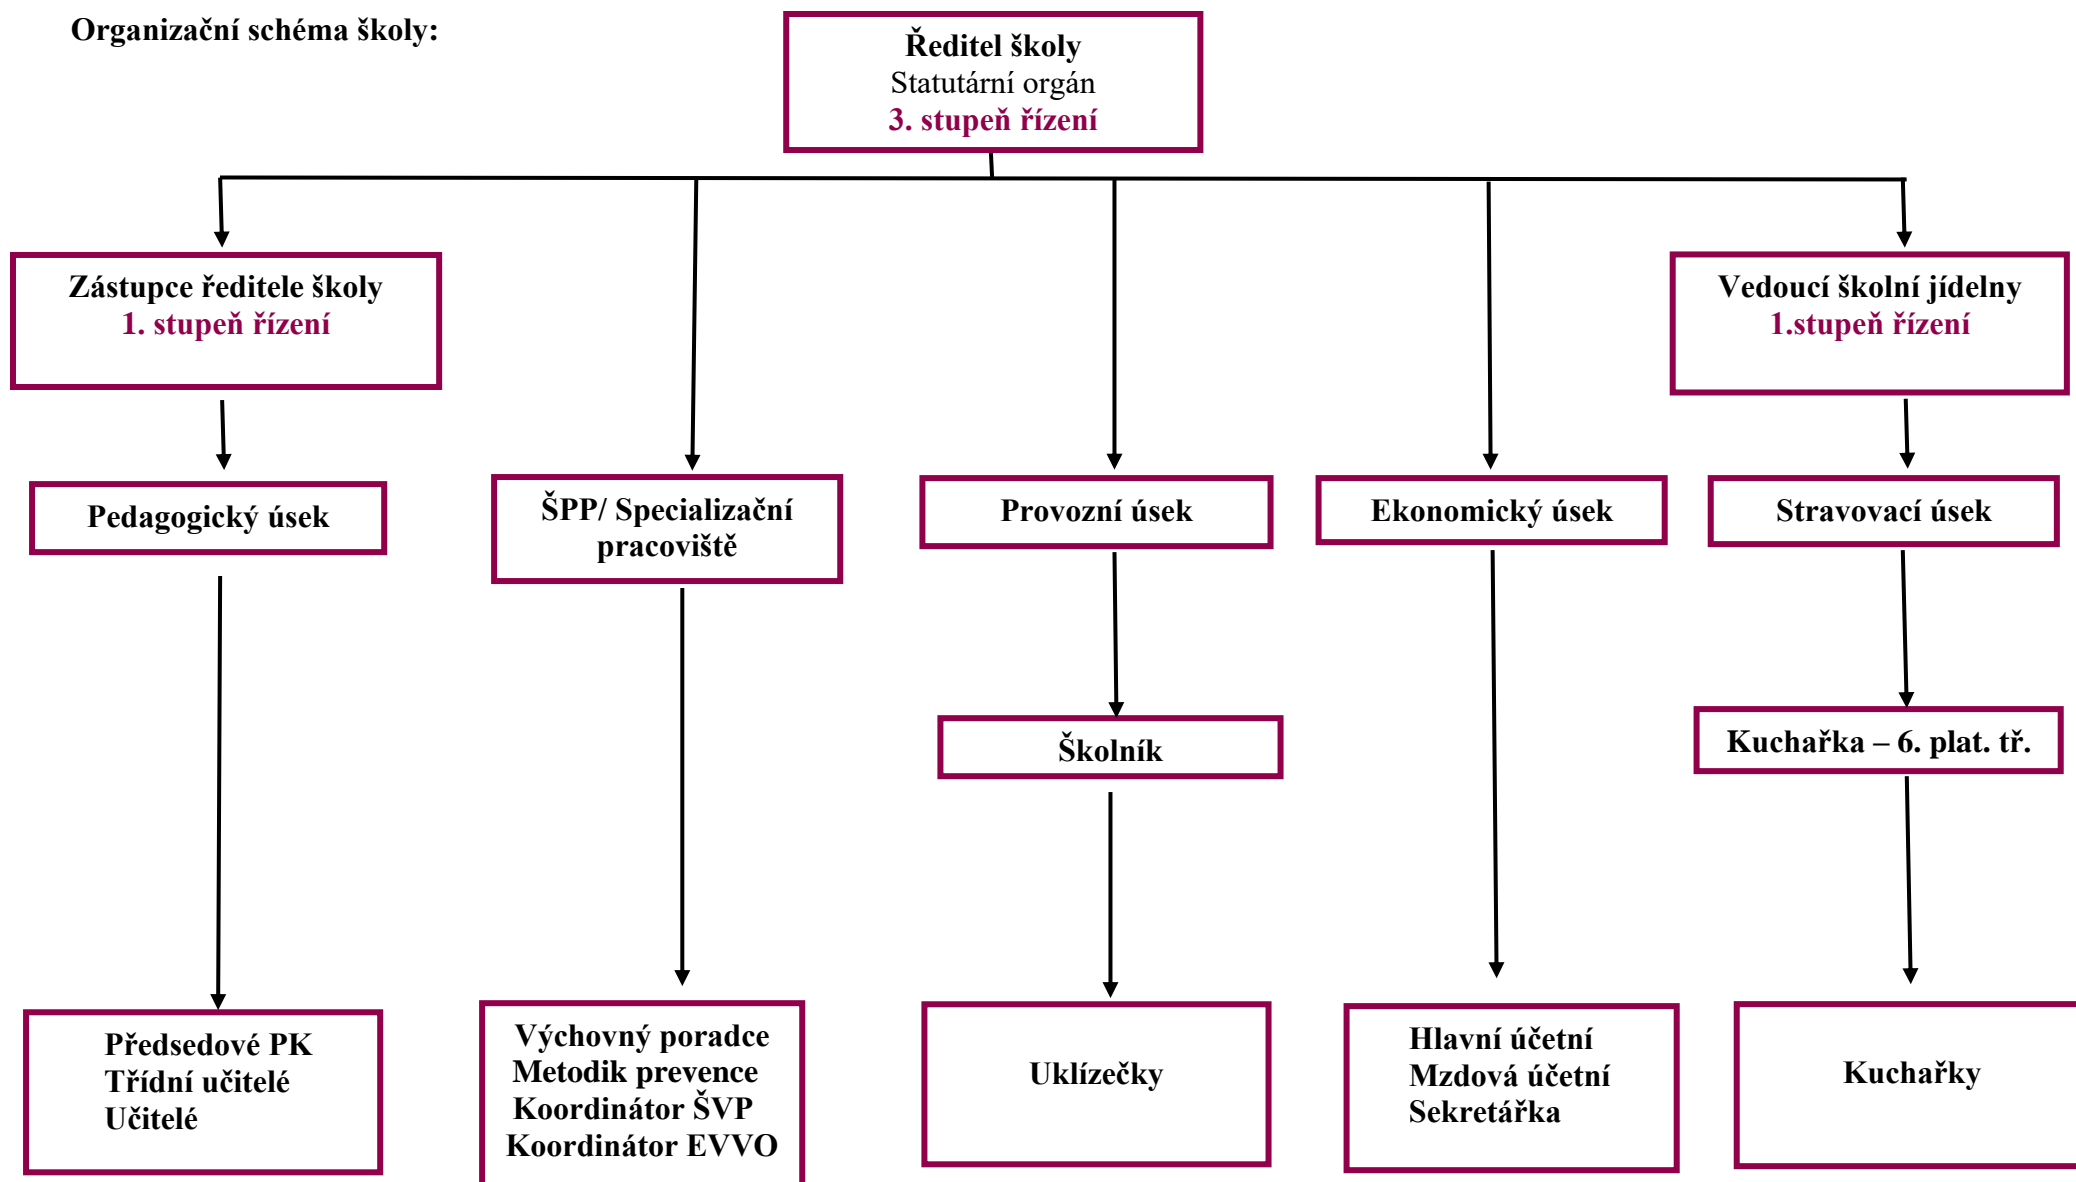 Organizační schéma školy:
Ředitel školy
Statutární orgán
3. stupeň řízení
Zástupce ředitele školy
1. stupeň řízení
Vedoucí školní jídelny
1.stupeň řízení
Pedagogický úsek
ŠPP/ Specializační
pracoviště
Provozní úsek
Ekonomický úsek
Stravovací úsek
Školník
Kuchařka – 6. plat. tř.
Předsedové PK
Třídní učitelé
Učitelé
Výchovný poradce
Metodik prevence
Koordinátor ŠVP
Koordinátor EVVO
Uklízečky
Hlavní účetní
Mzdová účetní
Sekretářka
Kuchařky